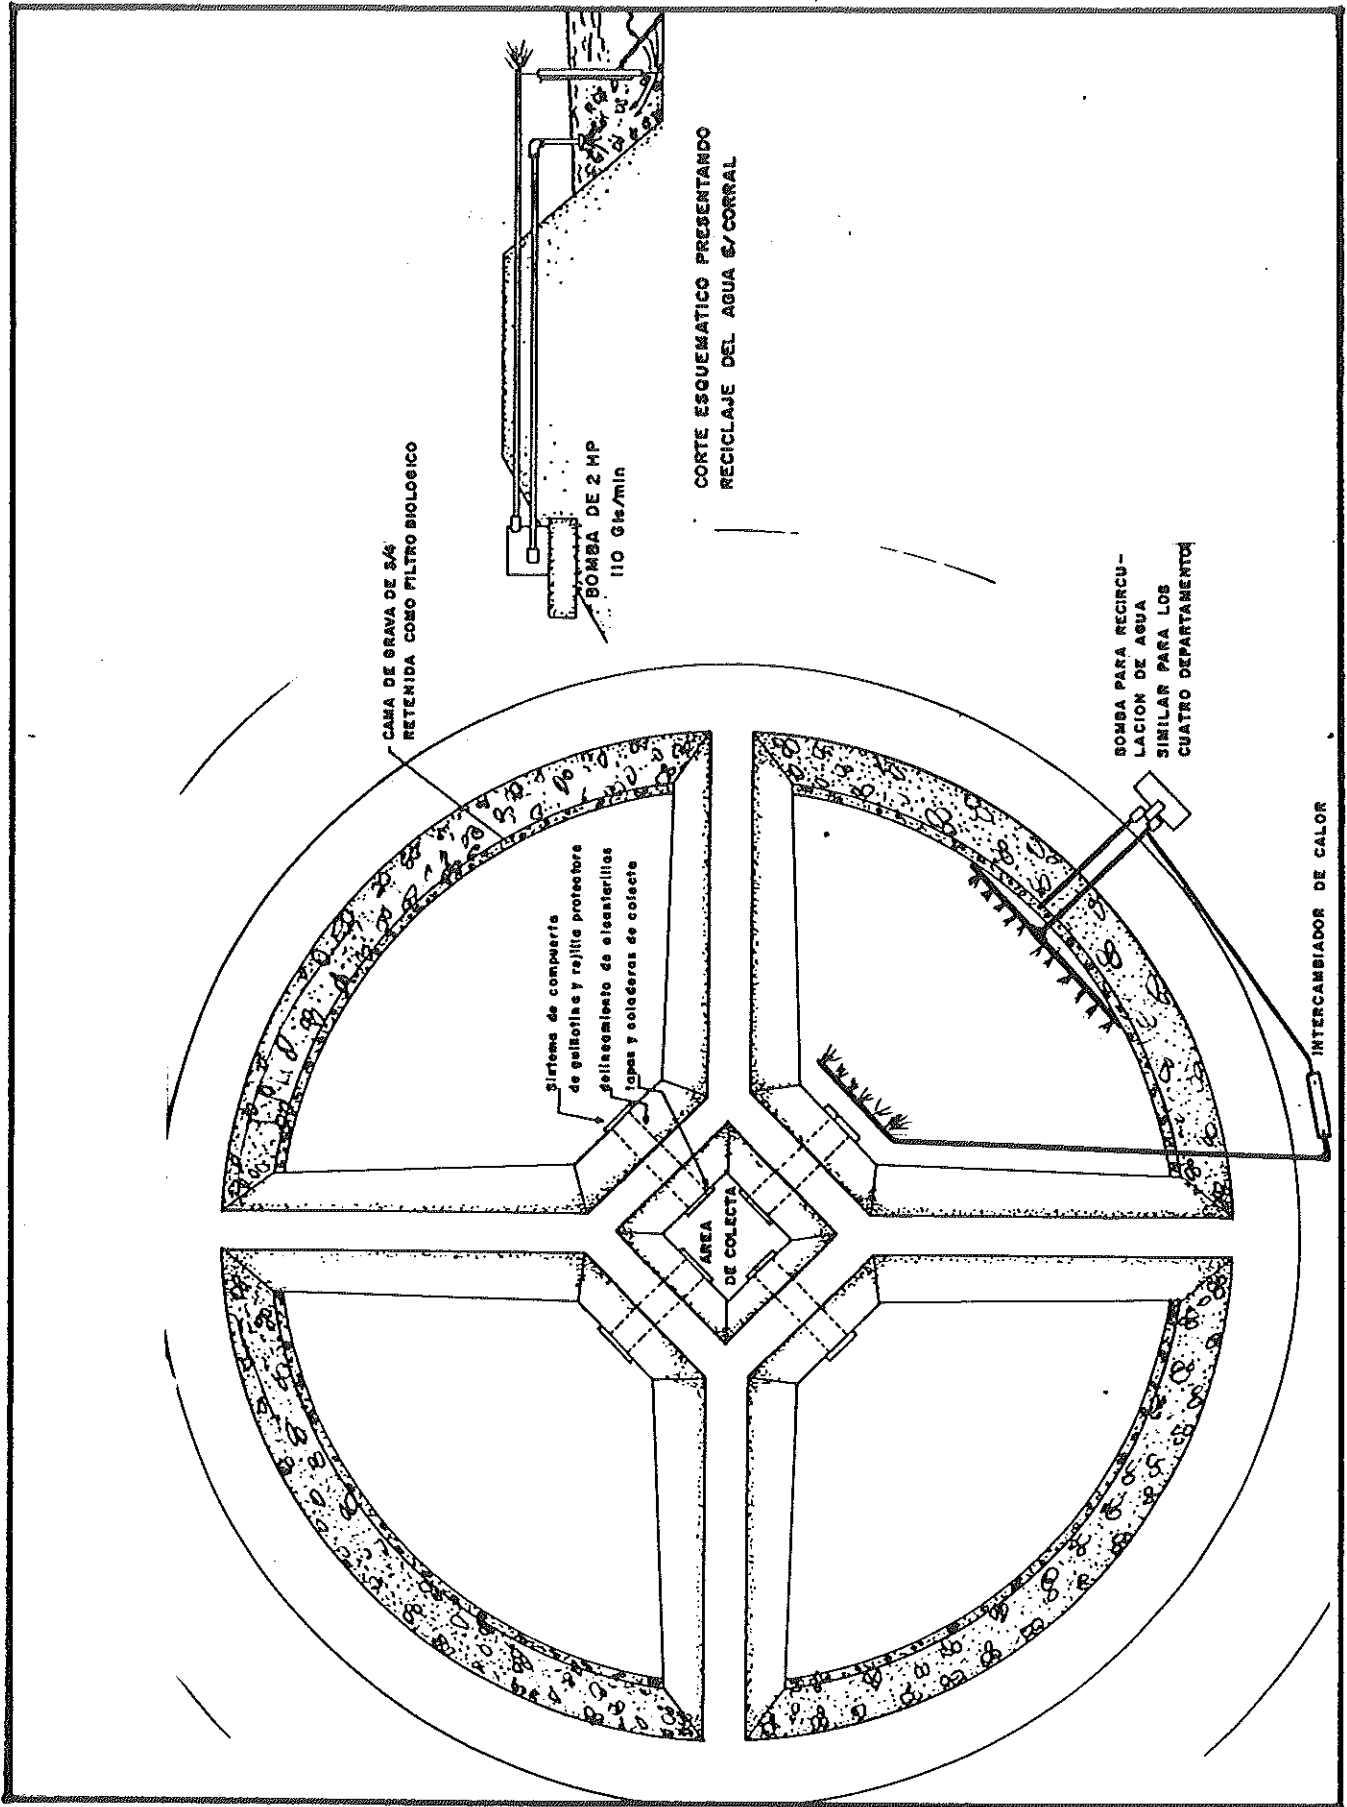 CAMA DE GRAVA DE 3/4
RETENIDA COMO FILTRO BIOLOGICO
BOMBA DE 2 HP
110 Gls/min
CORTE ESQUEMATICO PRESENTANDO
RECICLAJE DEL AGUA C/CORRAL
Sistema de compuerta
de guillotina y rejilla protectora
delineamiento de alcantarillas
tapas y coladeras de colecta
AREA
DE COLECTA
BOMBA PARA RECIRCU-
LACION DE AGUA
SIMILAR PARA LOS
CUATRO DEPARTAMENTOS
INTERCAMBIADOR DE CALOR